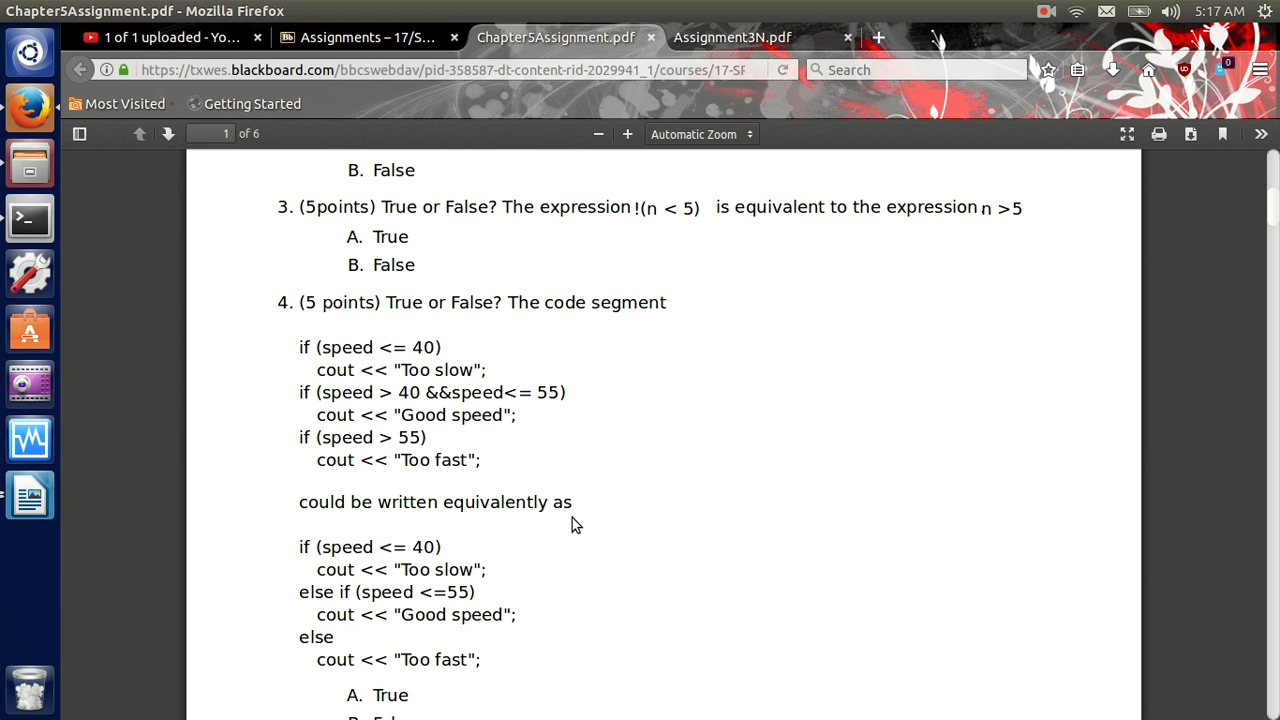 Chapter5Assignment.pdf - Mozilla Firefox
5:17 AM
1 of 1 uploaded - Yo...
Bb Assignments – 17/S...
Chapter5Assignment.pdf
Assignment3N.pdf
https://txwes.blackboard.com/bbcswebdav/pid-358587-dt-content-rid-2029941_1/courses/17-SF
Search
0
Most Visited
Getting Started
1 of 6
Automatic Zoom
B. False
3. (5points) True or False? The expression !(n < 5) is equivalent to the expression n >5
A. True
B. False
4. (5 points) True or False? The code segment
if (speed <= 40)
cout << "Too slow";
if (speed > 40 &&speed<= 55)
cout << "Good speed";
if (speed > 55)
cout << "Too fast";
could be written equivalently as
if (speed <= 40)
cout << "Too slow";
else if (speed <=55)
cout << "Good speed";
else
cout << "Too fast";
A. True